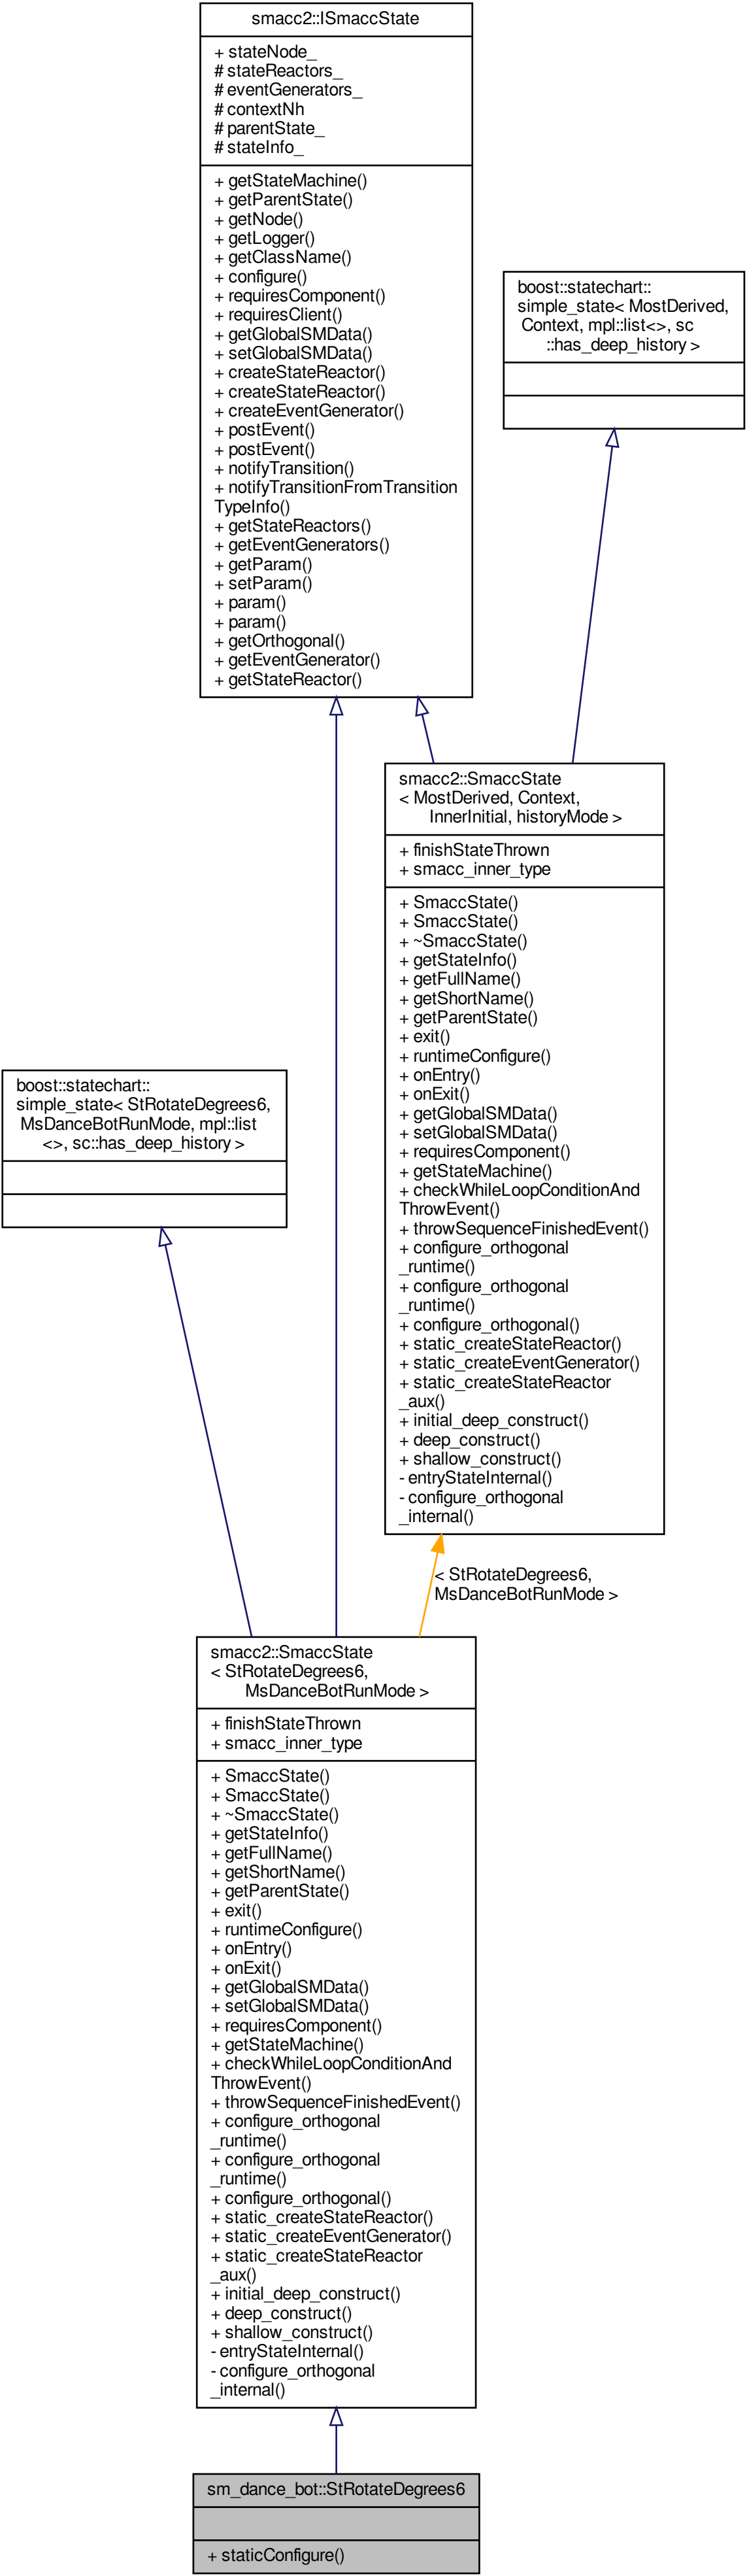 smacc2::ISmaccState
+ stateNode_
# stateReactors_
# eventGenerators_
# contextNh
# parentState_
# stateInfo_
+ getStateMachine()
+ getParentState()
+ getNode()
+ getLogger()
+ getClassName()
+ configure()
+ requiresComponent()
+ requiresClient()
+ getGlobalSMData()
+ setGlobalSMData()
+ createStateReactor()
+ createStateReactor()
+ createEventGenerator()
+ postEvent()
+ postEvent()
+ notifyTransition()
+ notifyTransitionFromTransition
TypeInfo()
+ getStateReactors()
+ getEventGenerators()
+ getParam()
+ setParam()
+ param()
+ param()
+ getOrthogonal()
+ getEventGenerator()
+ getStateReactor()
boost::statechart::
simple_state< MostDerived,
Context, mpl::list<>, sc
::has_deep_history >
smacc2::SmaccState
< MostDerived, Context,
InnerInitial, historyMode >
+ finishStateThrown
+ smacc_inner_type
+ SmaccState()
+ SmaccState()
+ ~SmaccState()
+ getStateInfo()
+ getFullName()
+ getShortName()
+ getParentState()
+ exit()
+ runtimeConfigure()
+ onEntry()
+ onExit()
+ getGlobalSMData()
+ setGlobalSMData()
+ requiresComponent()
+ getStateMachine()
+ checkWhileLoopConditionAnd
ThrowEvent()
+ throwSequenceFinishedEvent()
+ configure_orthogonal
_runtime()
+ configure_orthogonal
_runtime()
+ configure_orthogonal()
+ static_createStateReactor()
+ static_createEventGenerator()
+ static_createStateReactor
_aux()
+ initial_deep_construct()
+ deep_construct()
+ shallow_construct()
- entryStateInternal()
- configure_orthogonal
_internal()
boost::statechart::
simple_state< StRotateDegrees6,
MsDanceBotRunMode, mpl::list
<>, sc::has_deep_history >
< StRotateDegrees6,
MsDanceBotRunMode >
smacc2::SmaccState
< StRotateDegrees6,
MsDanceBotRunMode >
+ finishStateThrown
+ smacc_inner_type
+ SmaccState()
+ SmaccState()
+ ~SmaccState()
+ getStateInfo()
+ getFullName()
+ getShortName()
+ getParentState()
+ exit()
+ runtimeConfigure()
+ onEntry()
+ onExit()
+ getGlobalSMData()
+ setGlobalSMData()
+ requiresComponent()
+ getStateMachine()
+ checkWhileLoopConditionAnd
ThrowEvent()
+ throwSequenceFinishedEvent()
+ configure_orthogonal
_runtime()
+ configure_orthogonal
_runtime()
+ configure_orthogonal()
+ static_createStateReactor()
+ static_createEventGenerator()
+ static_createStateReactor
_aux()
+ initial_deep_construct()
+ deep_construct()
+ shallow_construct()
- entryStateInternal()
- configure_orthogonal
_internal()
sm_dance_bot::StRotateDegrees6
+ staticConfigure()